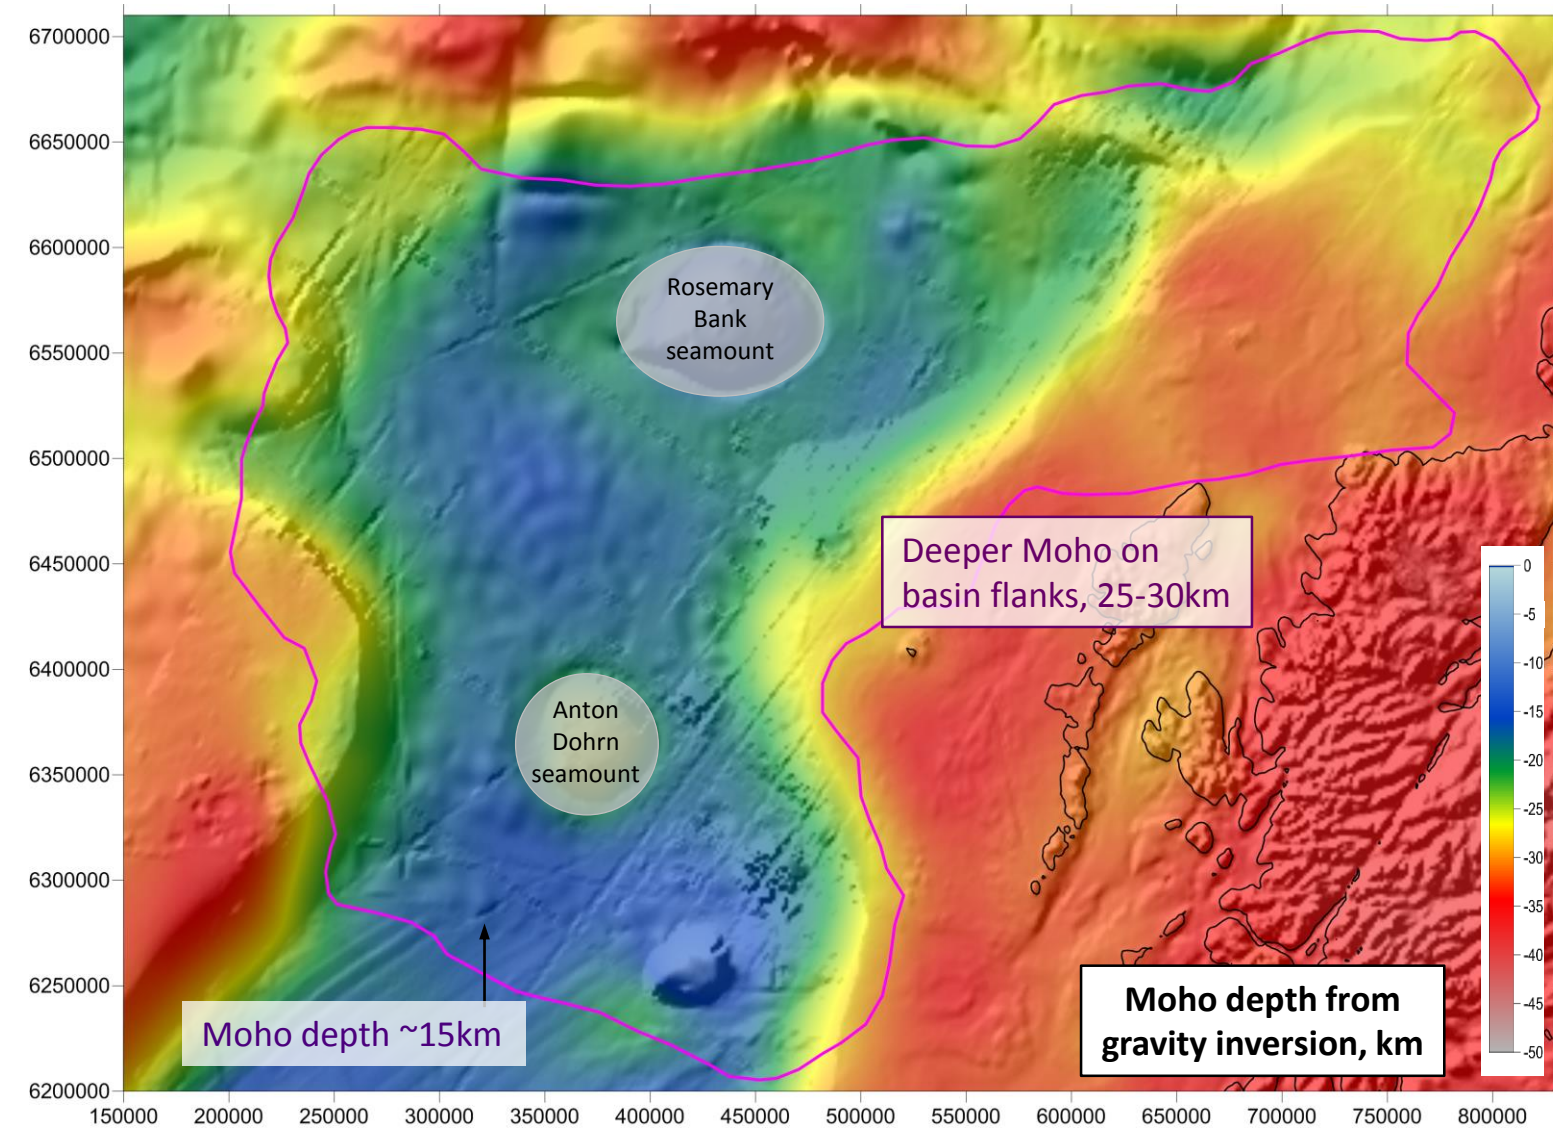 6700000
6650000
6600000
6550000
6500000
6450000
6400000
6350000
6300000
6250000
6200000
Rosemary
Bank
seamount
Deeper Moho on
basin flanks, 25-30km
Anton
Dohrn
seamount
Moho depth ~15km
Moho depth from
gravity inversion, km
0
-5
-10
-15
-20
-25
-30
-35
-40
-45
-50
150000 200000 250000 300000 350000 400000 450000 500000 550000 600000 650000 700000 750000 800000